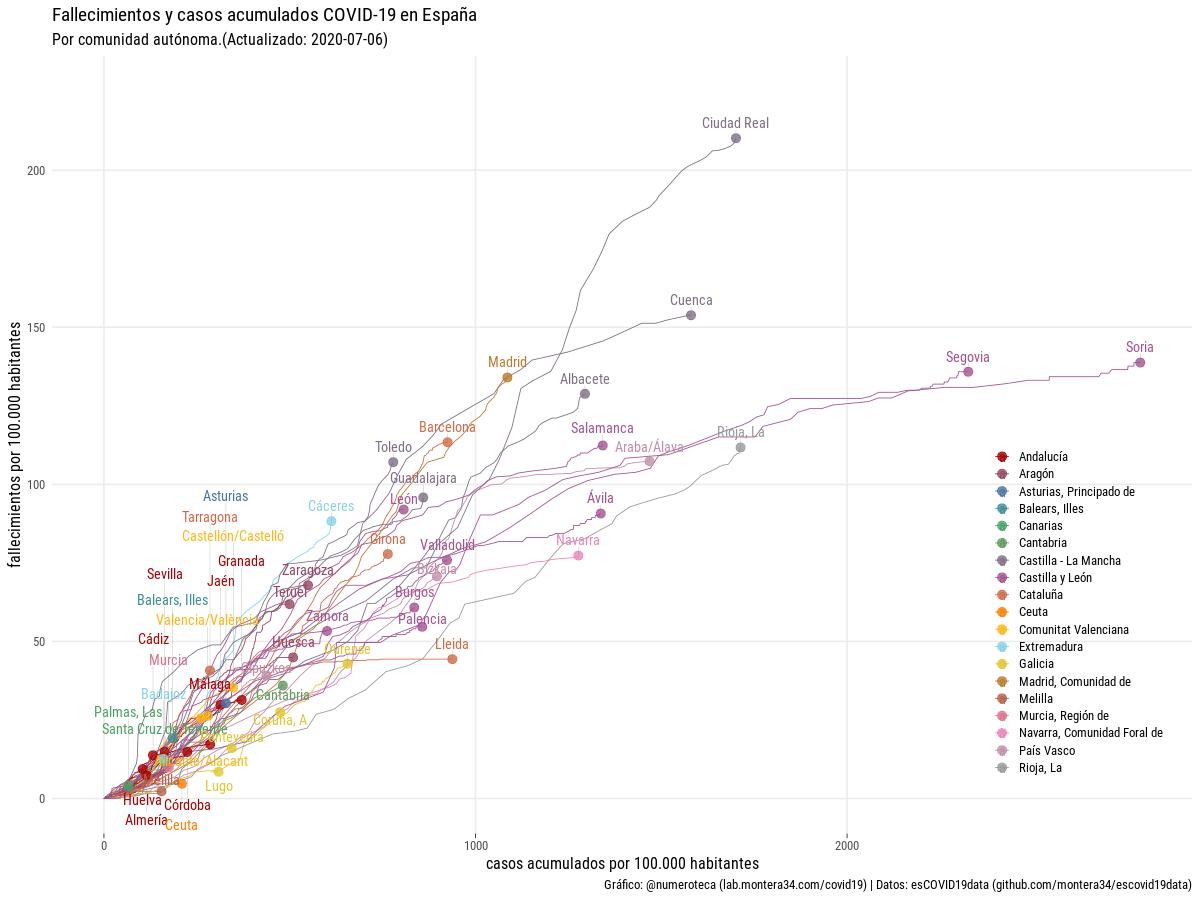 Fallecimientos y casos acumulados COVID-19 en España
Por comunidad autónoma.(Actualizado: 2020-07-06)
fallecimientos por 100.000 habitantes
200
150
100
50
0
Ciudad Real
Cuenca
Soria
Segovia
Madrid
Albacete
Barcelona
Salamanca
Rioja, La
Toledo
Araba/Álava
Guadalajara
Asturias
León
Ávila
Cáceres
Tarragona
Castellón/Castelló
Girona
Navarra
Valladolid
Granada
Bizkaia
Zaragoza
Sevilla
Jaén
Teruel
Burgos
Balears, Illes
Valencia/València
Zamora
Palencia
Cádiz
Huesca
Lleida
Ourense
Murcia
Gipuzkoa
Málaga
Badajoz
Cantabria
Palmas, Las
Coruña, A
Santa Cruz de Tenerife
Pontevedra
Alicante/Alacant
Melilla
Lugo
Huelva
Córdoba
Almería
Ceuta
Andalucía
Aragón
Asturias, Principado de
Balears, Illes
Canarias
Cantabria
Castilla - La Mancha
Castilla y León
Cataluña
Ceuta
Comunitat Valenciana
Extremadura
Galicia
Madrid, Comunidad de
Melilla
Murcia, Región de
Navarra, Comunidad Foral de
País Vasco
Rioja, La
0
1000
2000
casos acumulados por 100.000 habitantes
Gráfico: @numeroteca (lab.montera34.com/covid19) | Datos: esCOVID19data (github.com/montera34/escovid19data)